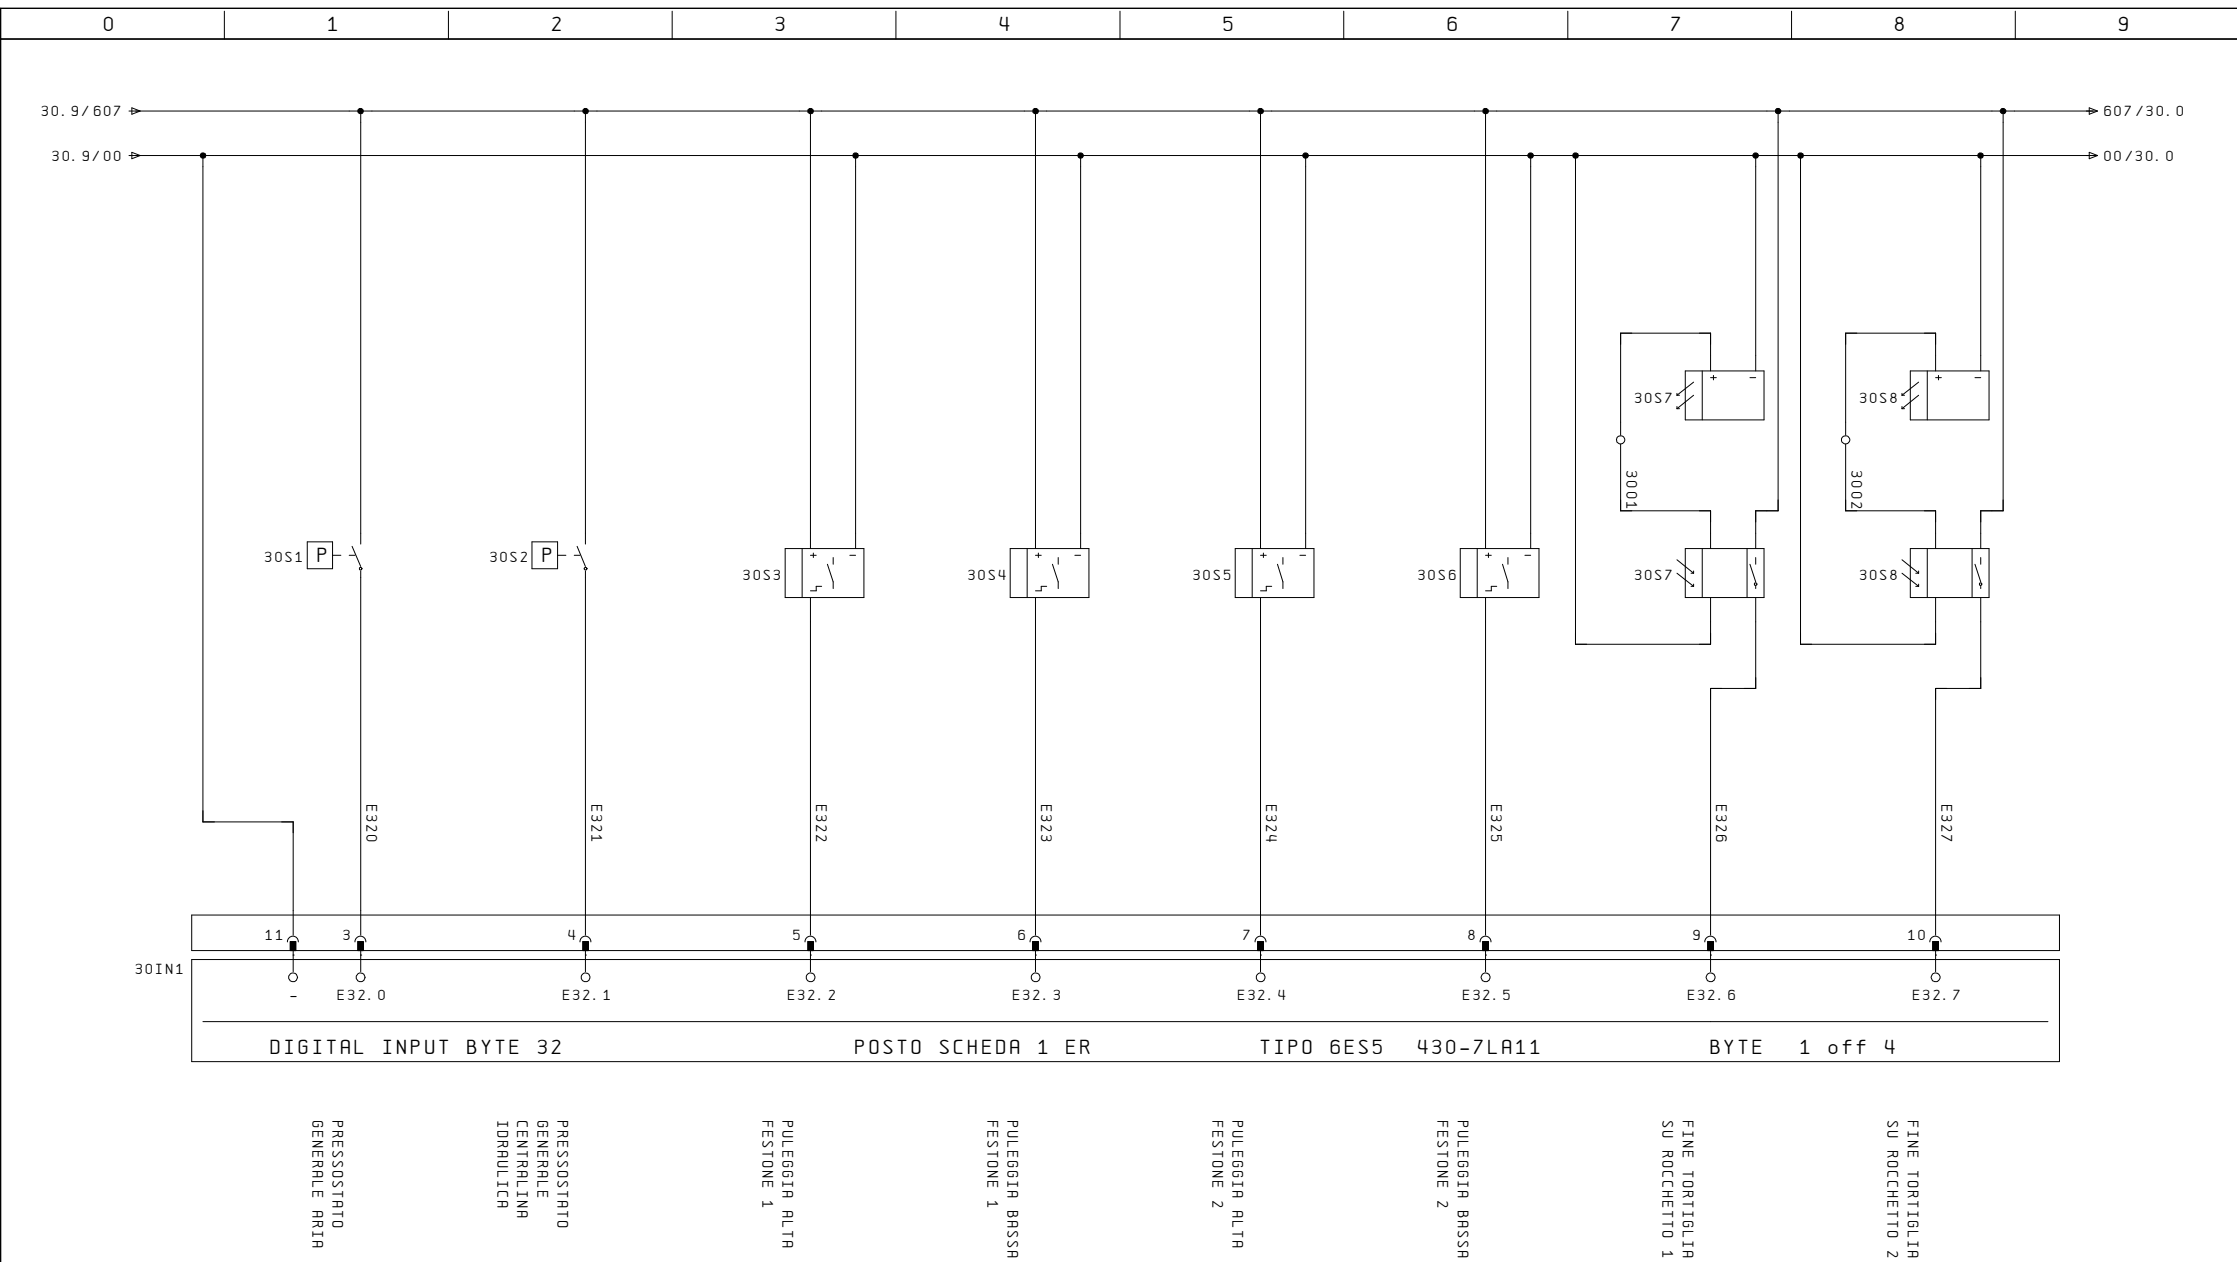 0 1 2 3 4 5 6 7 8 9
30.9/607 607/30.0
30.9/00 00/30.0
30S7 30S8
3001 3002
30S1 P 30S2 P 30S3 + - 30S4 + - 30S5 + - 30S6 + - 30S7 30S8
E320 E321 E322 E323 E324 E325 E326 E327
11 3 4 5 6 7 8 9 10
30IN1
- E32.0 E32.1 E32.2 E32.3 E32.4 E32.5 E32.6 E32.7
DIGITAL INPUT BYTE 32 POSTO SCHEDA 1 ER TIPO 6ES5 430-7LA11 BYTE 1 off 4
PRESSOSTATO
GENERALE ARIA
PRESSOSTATO
GENERALE
CENTRALINA
IDRAULICA
PULEGGIA ALTA
FESTONE 1
PULEGGIA BASSA
FESTONE 1
PULEGGIA ALTA
FESTONE 2
PULEGGIA BASSA
FESTONE 2
FINE TORTIGLIA
SU ROCCHETTO 1
FINE TORTIGLIA
SU ROCCHETTO 2